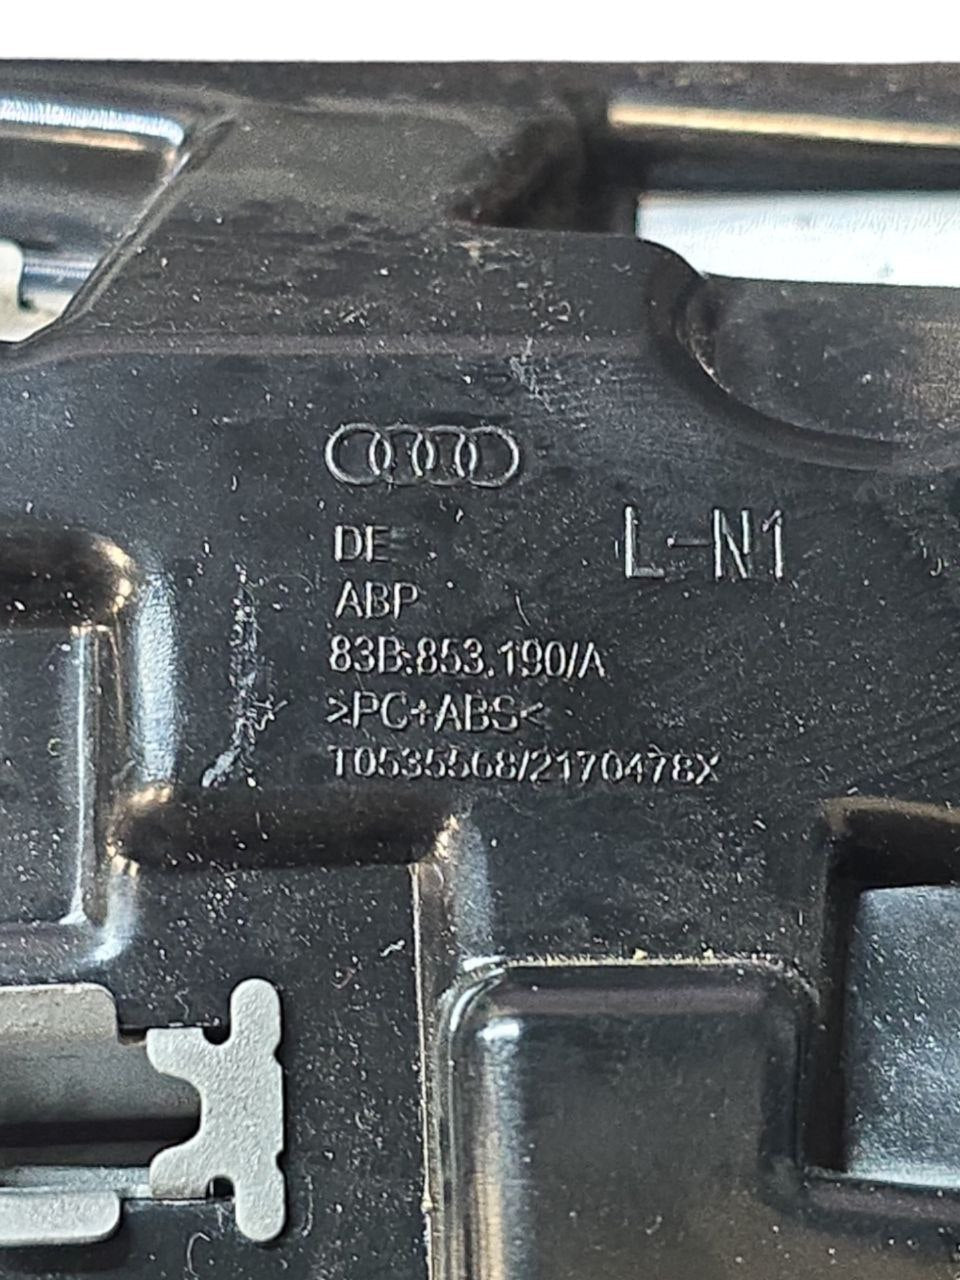 DE
L-N1
ABP
83B.853.190/A
>PC+ABS<
T0535568/2170478X